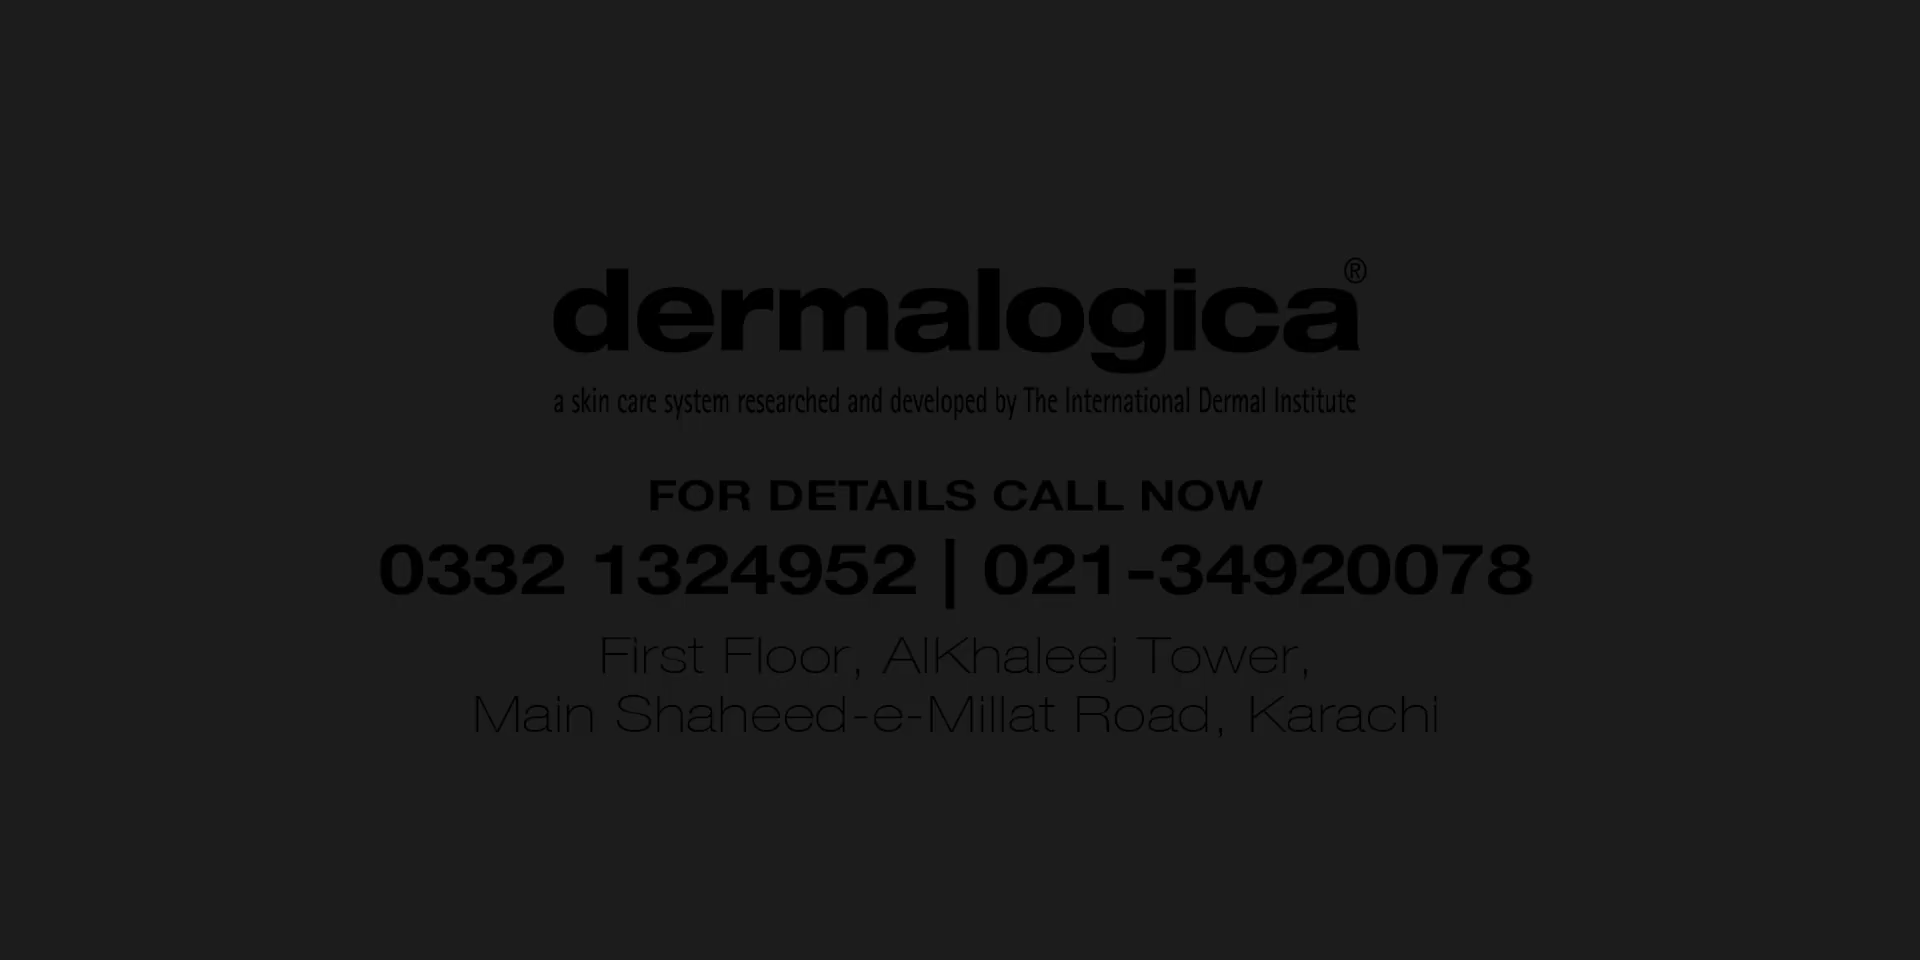 dermalogica®
a skin care system researched and developed by The International Dermal Institute
FOR DETAILS CALL NOW
0332 1324952 | 021-34920078
First Floor, AlKhaleej Tower,
Main Shaheed-e-Millat Road, Karachi